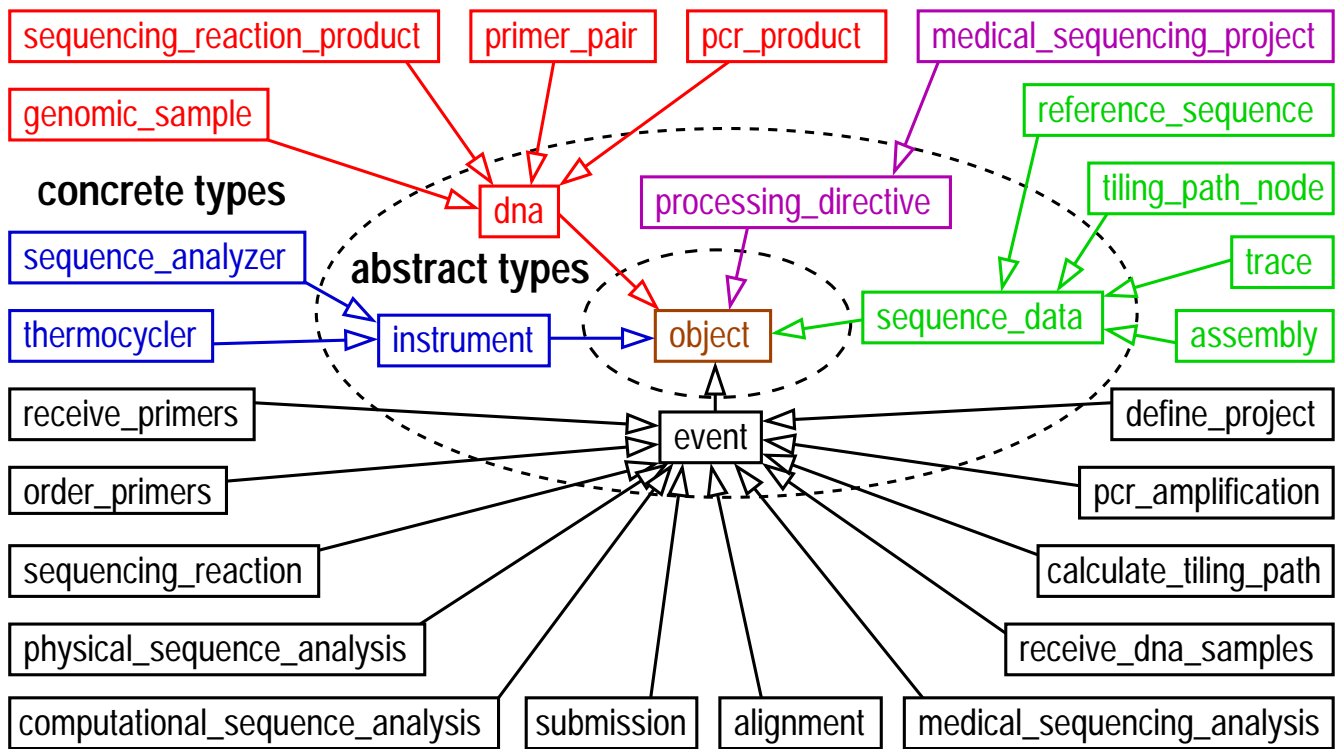 sequencing_reaction_product
primer_pair
pcr_product
medical_sequencing_project
genomic_sample
reference_sequence
concrete types
dna
processing_directive
tiling_path_node
sequence_analyzer
abstract types
trace
thermocycler
instrument
object
sequence_data
assembly
receive_primers
event
define_project
order_primers
pcr_amplification
sequencing_reaction
calculate_tiling_path
physical_sequence_analysis
receive_dna_samples
computational_sequence_analysis
submission
alignment
medical_sequencing_analysis